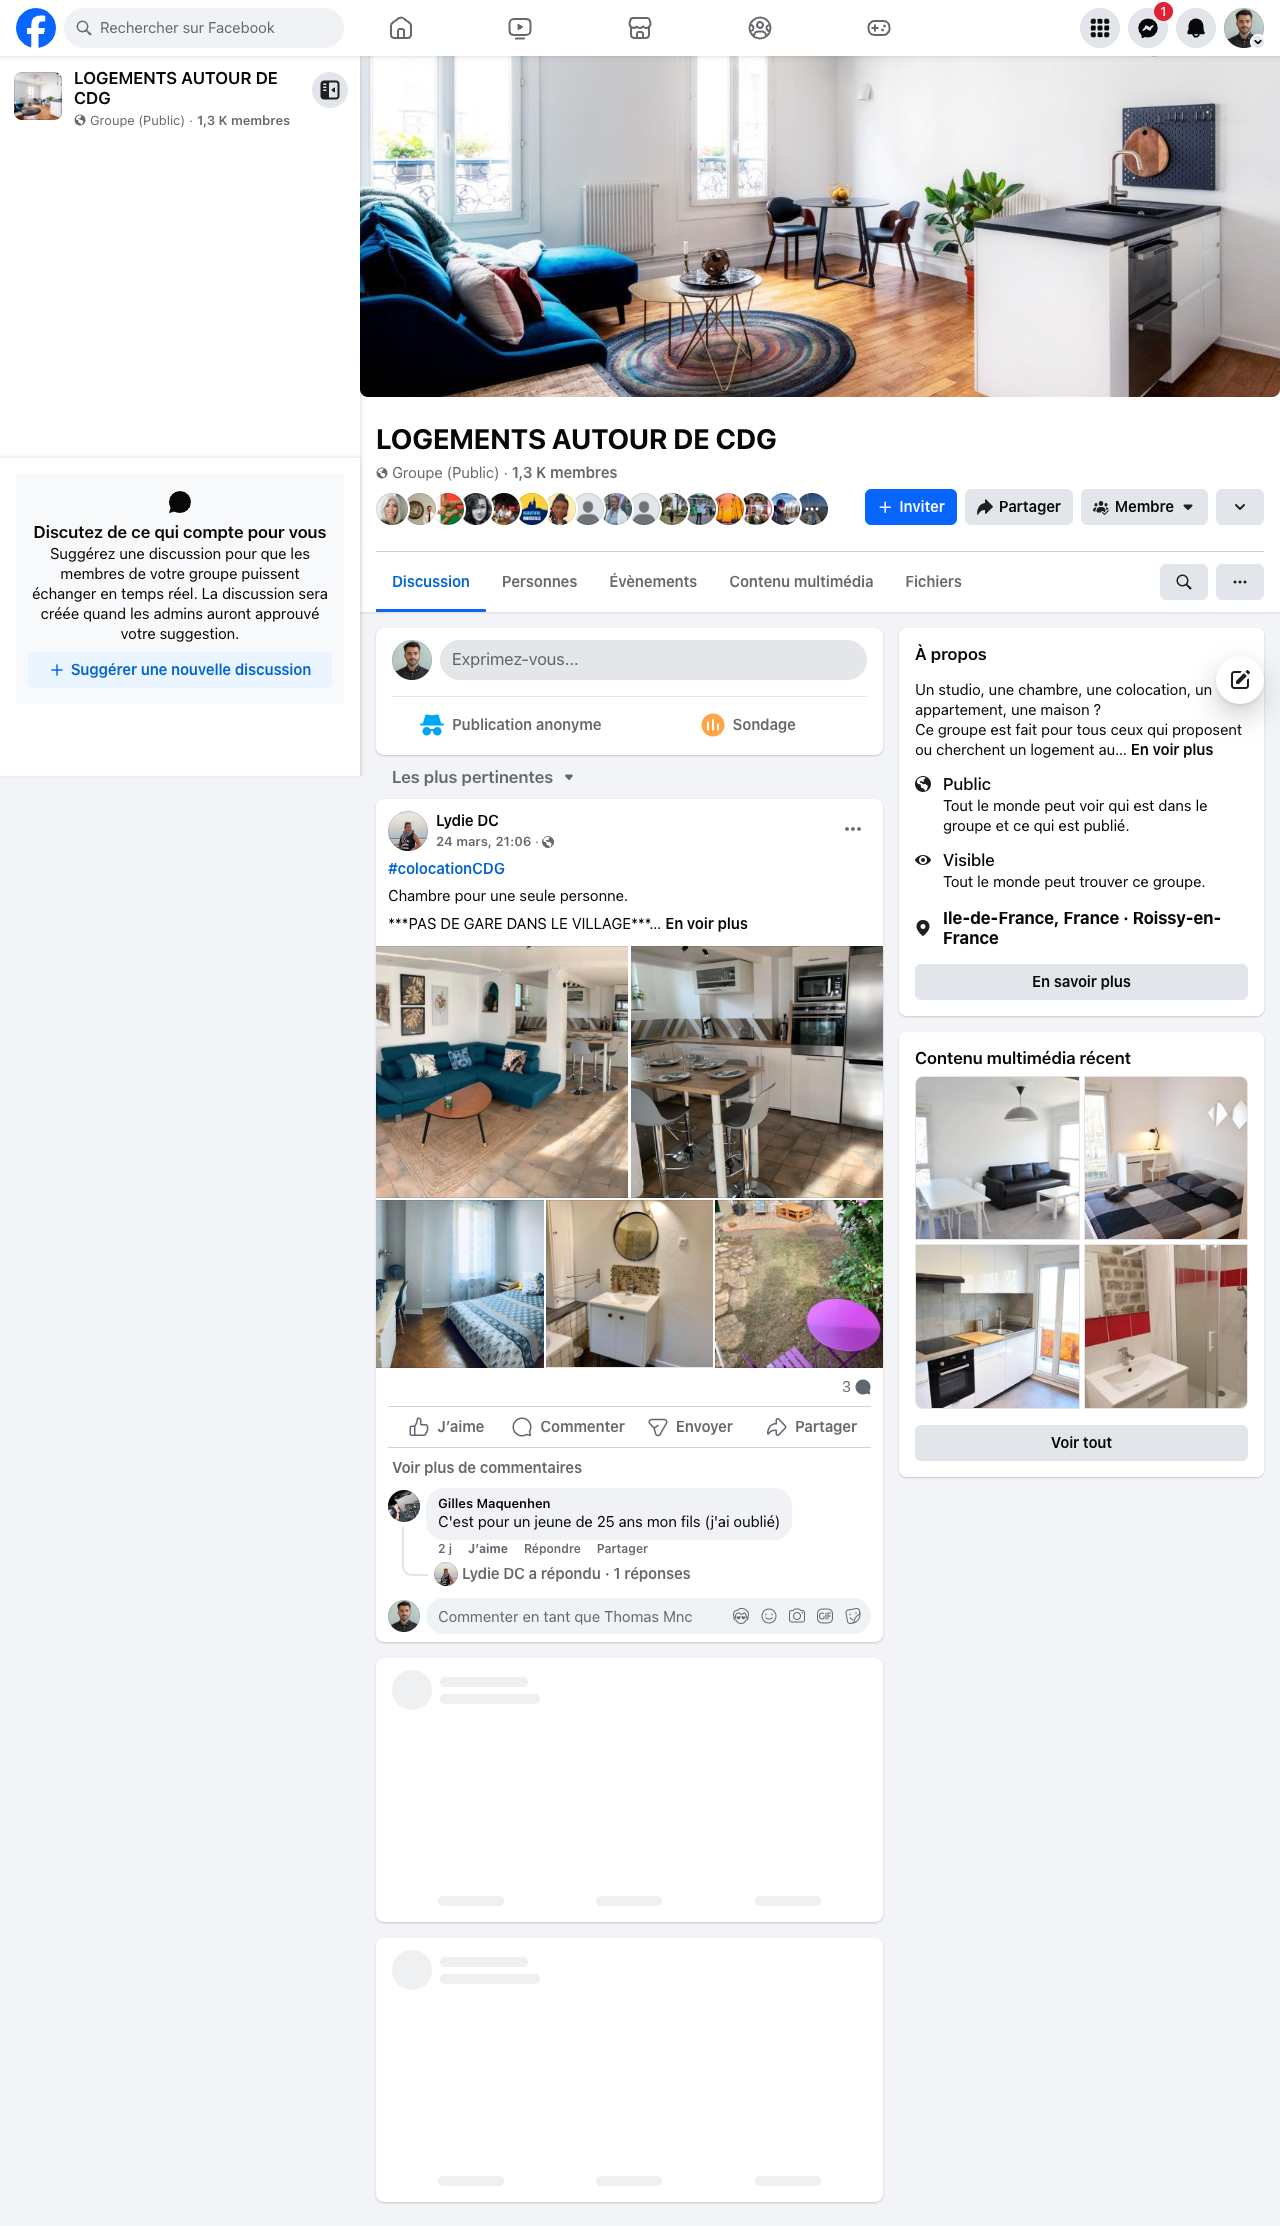 Rechercher sur Facebook
1
LOGEMENTS AUTOUR DE
CDG
Groupe (Public) · 1,3 K membres
Discutez de ce qui compte pour vous
Suggérez une discussion pour que les
membres de votre groupe puissent
échanger en temps réel. La discussion sera
créée quand les admins auront approuvé
votre suggestion.
Suggérer une nouvelle discussion
LOGEMENTS AUTOUR DE CDG
Groupe (Public) · 1,3 K membres
Inviter
Partager
Membre
Discussion
Personnes
Évènements
Contenu multimédia
Fichiers
Exprimez-vous...
Publication anonyme
Sondage
Les plus pertinentes
Lydie DC
24 mars, 21:06 ·
#colocationCDG
Chambre pour une seule personne.
***PAS DE GARE DANS LE VILLAGE***... En voir plus
3
J'aime
Commenter
Envoyer
Partager
Voir plus de commentaires
Gilles Maquenhen
C'est pour un jeune de 25 ans mon fils (j'ai oublié)
2 j
J'aime
Répondre
Partager
Lydie DC a répondu · 1 réponses
Commenter en tant que Thomas Mnc
GIF
À propos
Un studio, une chambre, une colocation, un
appartement, une maison ?
Ce groupe est fait pour tous ceux qui proposent
ou cherchent un logement au... En voir plus
Public
Tout le monde peut voir qui est dans le
groupe et ce qui est publié.
Visible
Tout le monde peut trouver ce groupe.
Ile-de-France, France · Roissy-en-
France
En savoir plus
Contenu multimédia récent
Voir tout